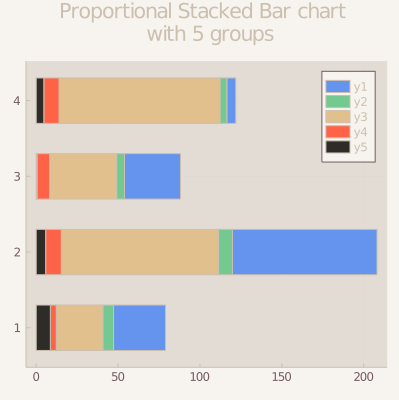 Proportional Stacked Bar chart
with 5 groups
4
3
2
1
y1
y2
y3
y4
y5
0 50 100 150 200